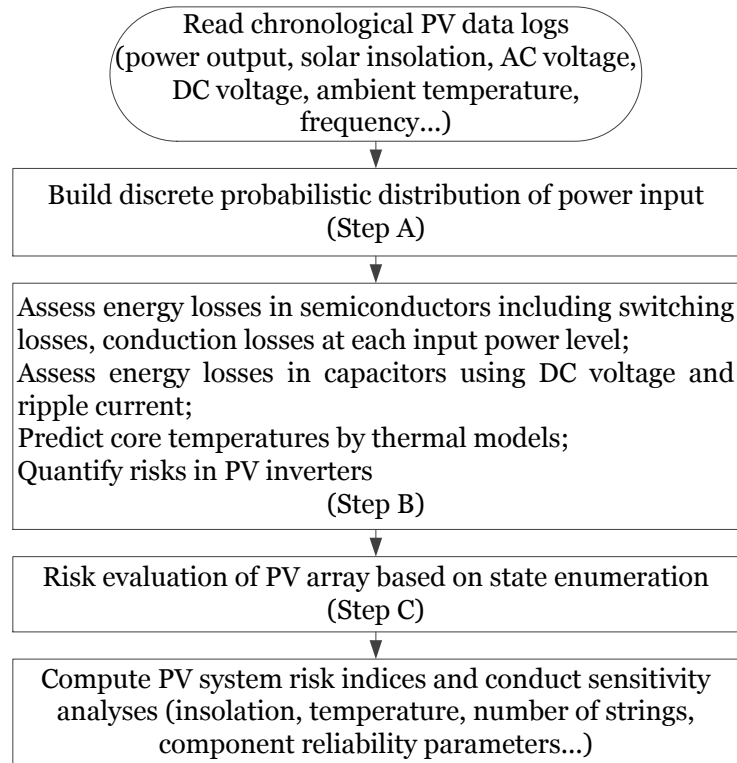 Read chronological PV data logs
(power output, solar insolation, AC voltage,
DC voltage, ambient temperature,
frequency...)
Build discrete probabilistic distribution of power input
(Step A)
Assess energy losses in semiconductors including switching
losses, conduction losses at each input power level;
Assess energy losses in capacitors using DC voltage and
ripple current;
Predict core temperatures by thermal models;
Quantify risks in PV inverters
(Step B)
Risk evaluation of PV array based on state enumeration
(Step C)
Compute PV system risk indices and conduct sensitivity
analyses (insolation, temperature, number of strings,
component reliability parameters...)